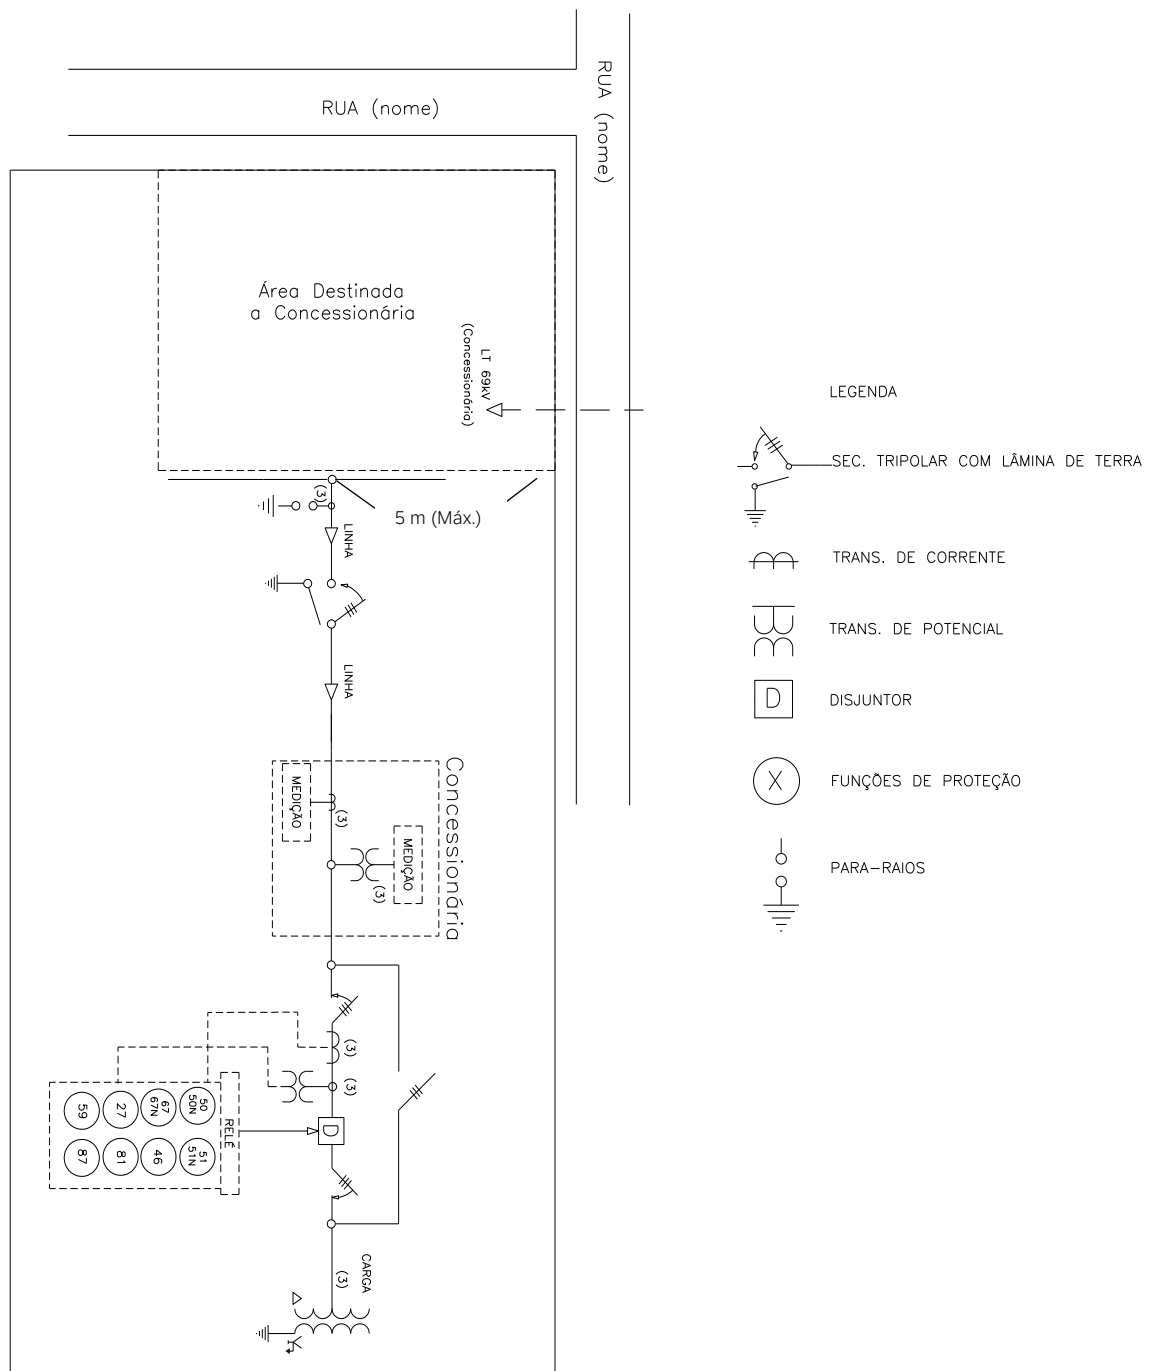 RUA (nome)
RUA (nome)
Área Destinada
a Concessionária
LT 69kV
(Concessionária)
(3)
5 m (Máx.)
LINHA
LINHA
Concessionária
MEDIÇÃO
(3)
MEDIÇÃO
(3)
(3)
(3)
RELÉ
50
50N
67
67N
27
59
51
51N
46
81
87
D
CARGA
(3)
LEGENDA
SEC. TRIPOLAR COM LÂMINA DE TERRA
TRANS. DE CORRENTE
TRANS. DE POTENCIAL
D
DISJUNTOR
X
FUNÇÕES DE PROTEÇÃO
PARA-RAIOS